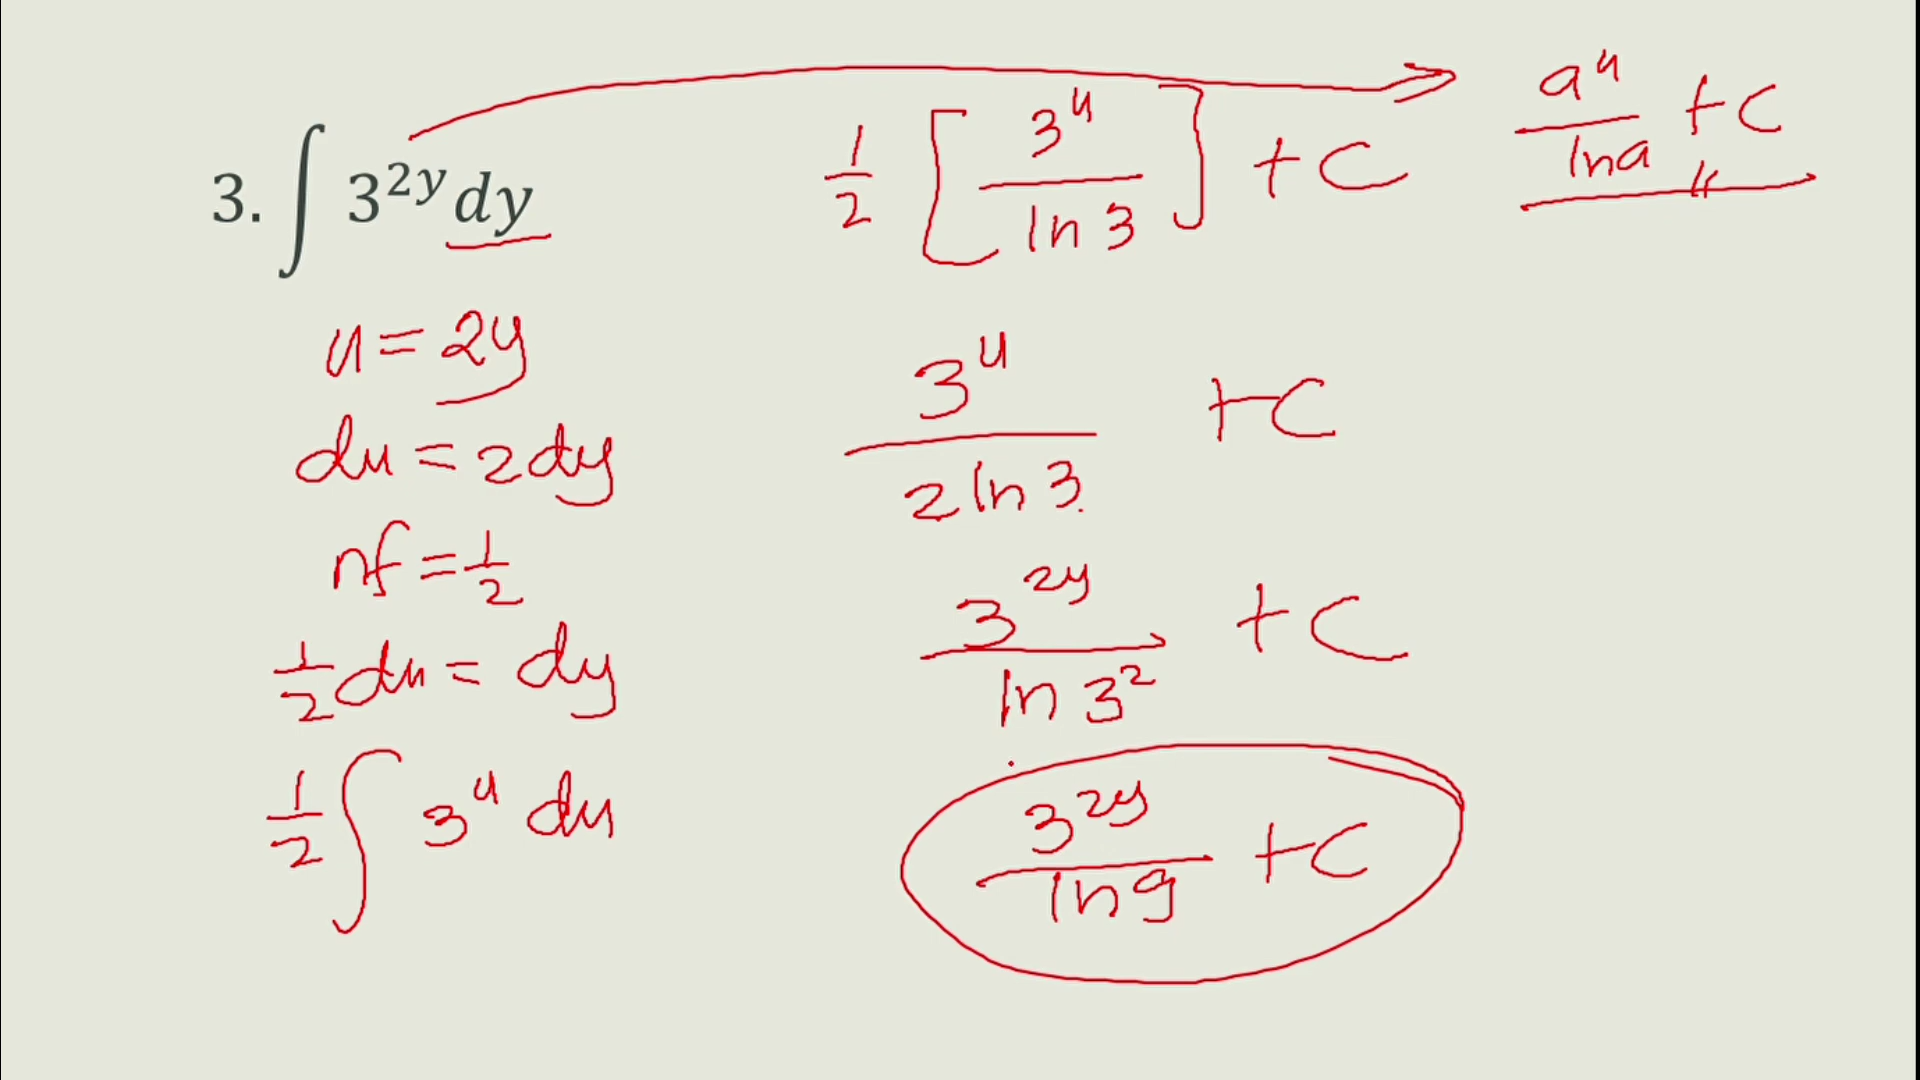 3. ∫ 3^{2y} dy
u = 2y
du = 2dy
nf = 1/2
1/2 du = dy
1/2 ∫ 3^u du
1/2 [3^u / ln 3] + C
3^u / 2 ln 3 + C
3^{2y} / ln 3^2 + C
3^{2y} / ln 9 + C
a^u / ln a + C